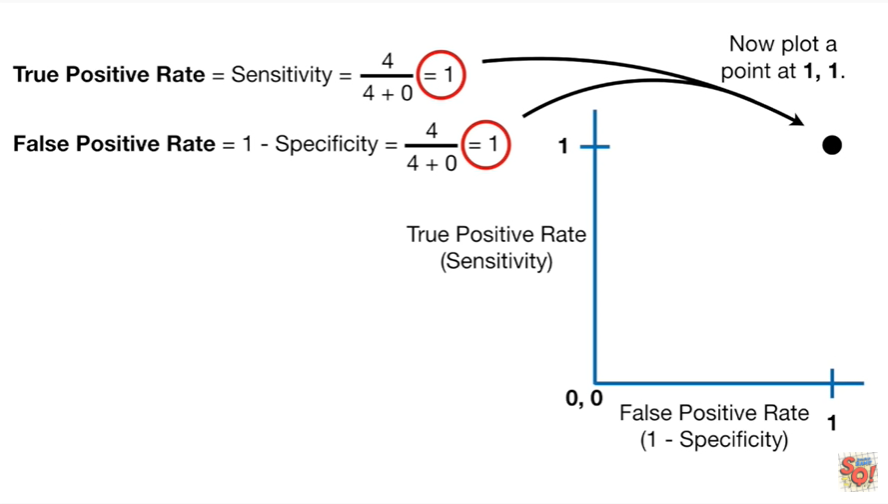 True Positive Rate = Sensitivity = 4 / 4 + 0 = 1
Now plot a
point at 1, 1.
False Positive Rate = 1 - Specificity = 4 / 4 + 0 = 1
1
True Positive Rate
(Sensitivity)
0, 0
False Positive Rate
(1 - Specificity)
1
SQ!